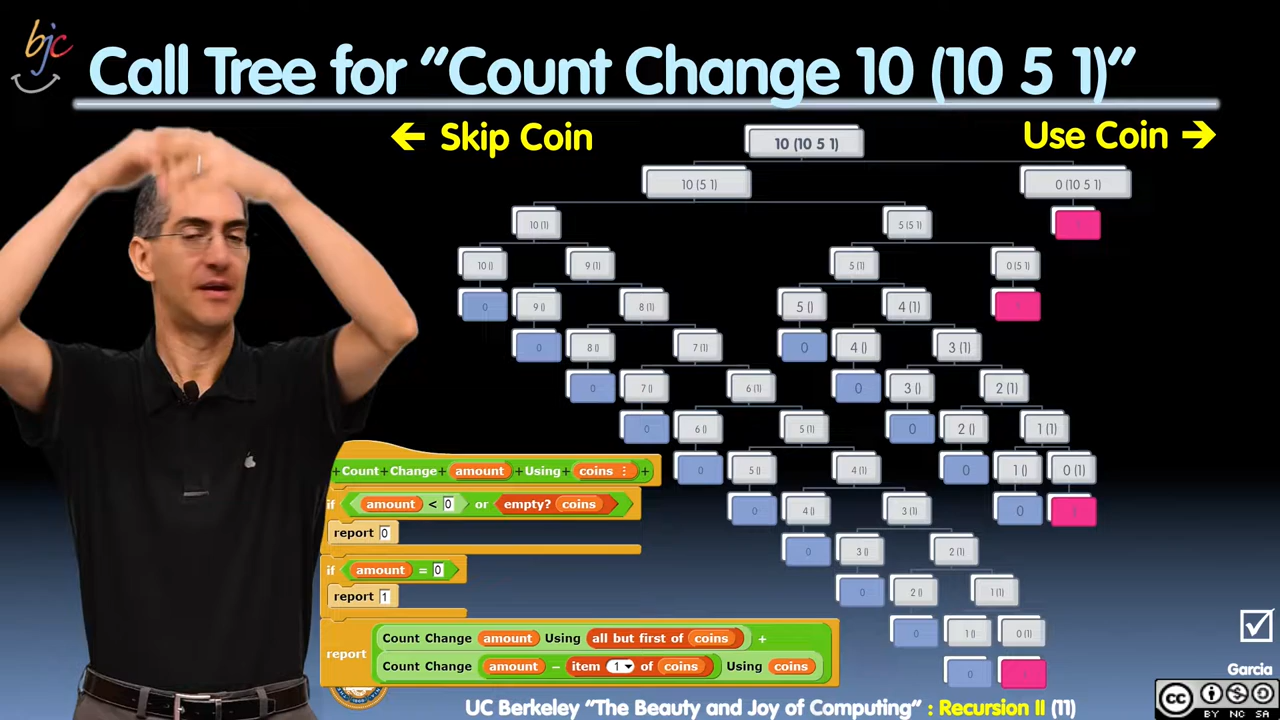 bjc
Call Tree for “Count Change 10 (10 5 1)”
← Skip Coin
Use Coin →
10 (10 5 1)
10 (5 1)
0 (10 5 1)
10 (1)
5 (5 1)
10 ()
9 (1)
5 (1)
0 (5 1)
0
9 ()
8 (1)
5 ()
4 (1)
0
8 ()
7 (1)
0
4 ()
3 (1)
0
7 ()
6 (1)
0
3 ()
2 (1)
0
6 ()
5 (1)
0
2 ()
1 (1)
0
5 ()
4 (1)
0
1 ()
0 (1)
0
4 ()
3 (1)
0
0
3 ()
2 (1)
0
2 ()
1 (1)
0
1 ()
0 (1)
0
+Count+Change+ amount +Using+ coins ⋮ +
if amount < 0 or empty? coins
report 0
if amount = 0
report 1
report
Count Change amount Using all but first of coins +
Count Change amount − item 1 of coins Using coins
Garcia
UC Berkeley “The Beauty and Joy of Computing” : Recursion II (11)
cc
BY NC SA